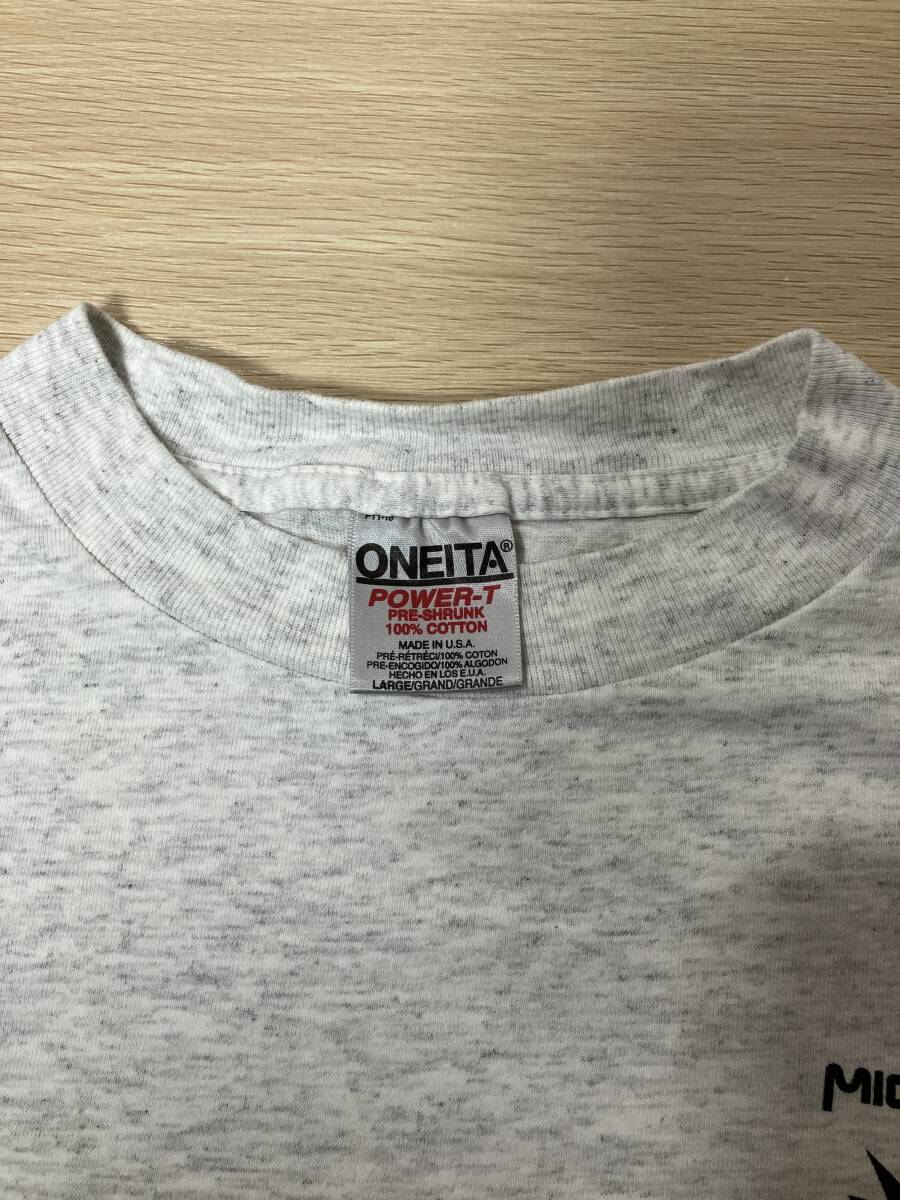 ONEITA®
POWER-T
PRE-SHRUNK
100% COTTON
MADE IN U.S.A.
PRÉ-RÉTRÉCI/100% COTON
PRE-ENCOGIDO/100% ALGODON
HECHO EN LOS E.U.A.
LARGE/GRAND/GRANDE